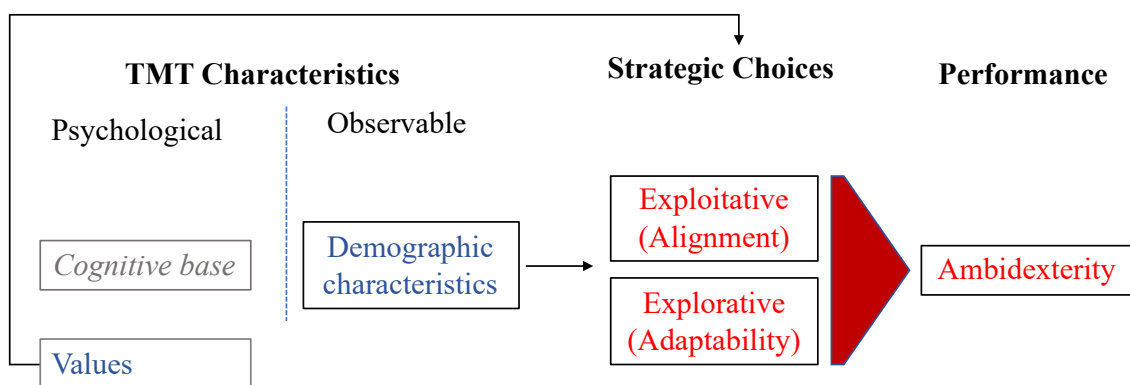 TMT Characteristics
Strategic Choices
Performance
Psychological
Observable
Cognitive base
Values
Demographic
characteristics
Exploitative
(Alignment)
Explorative
(Adaptability)
Ambidexterity